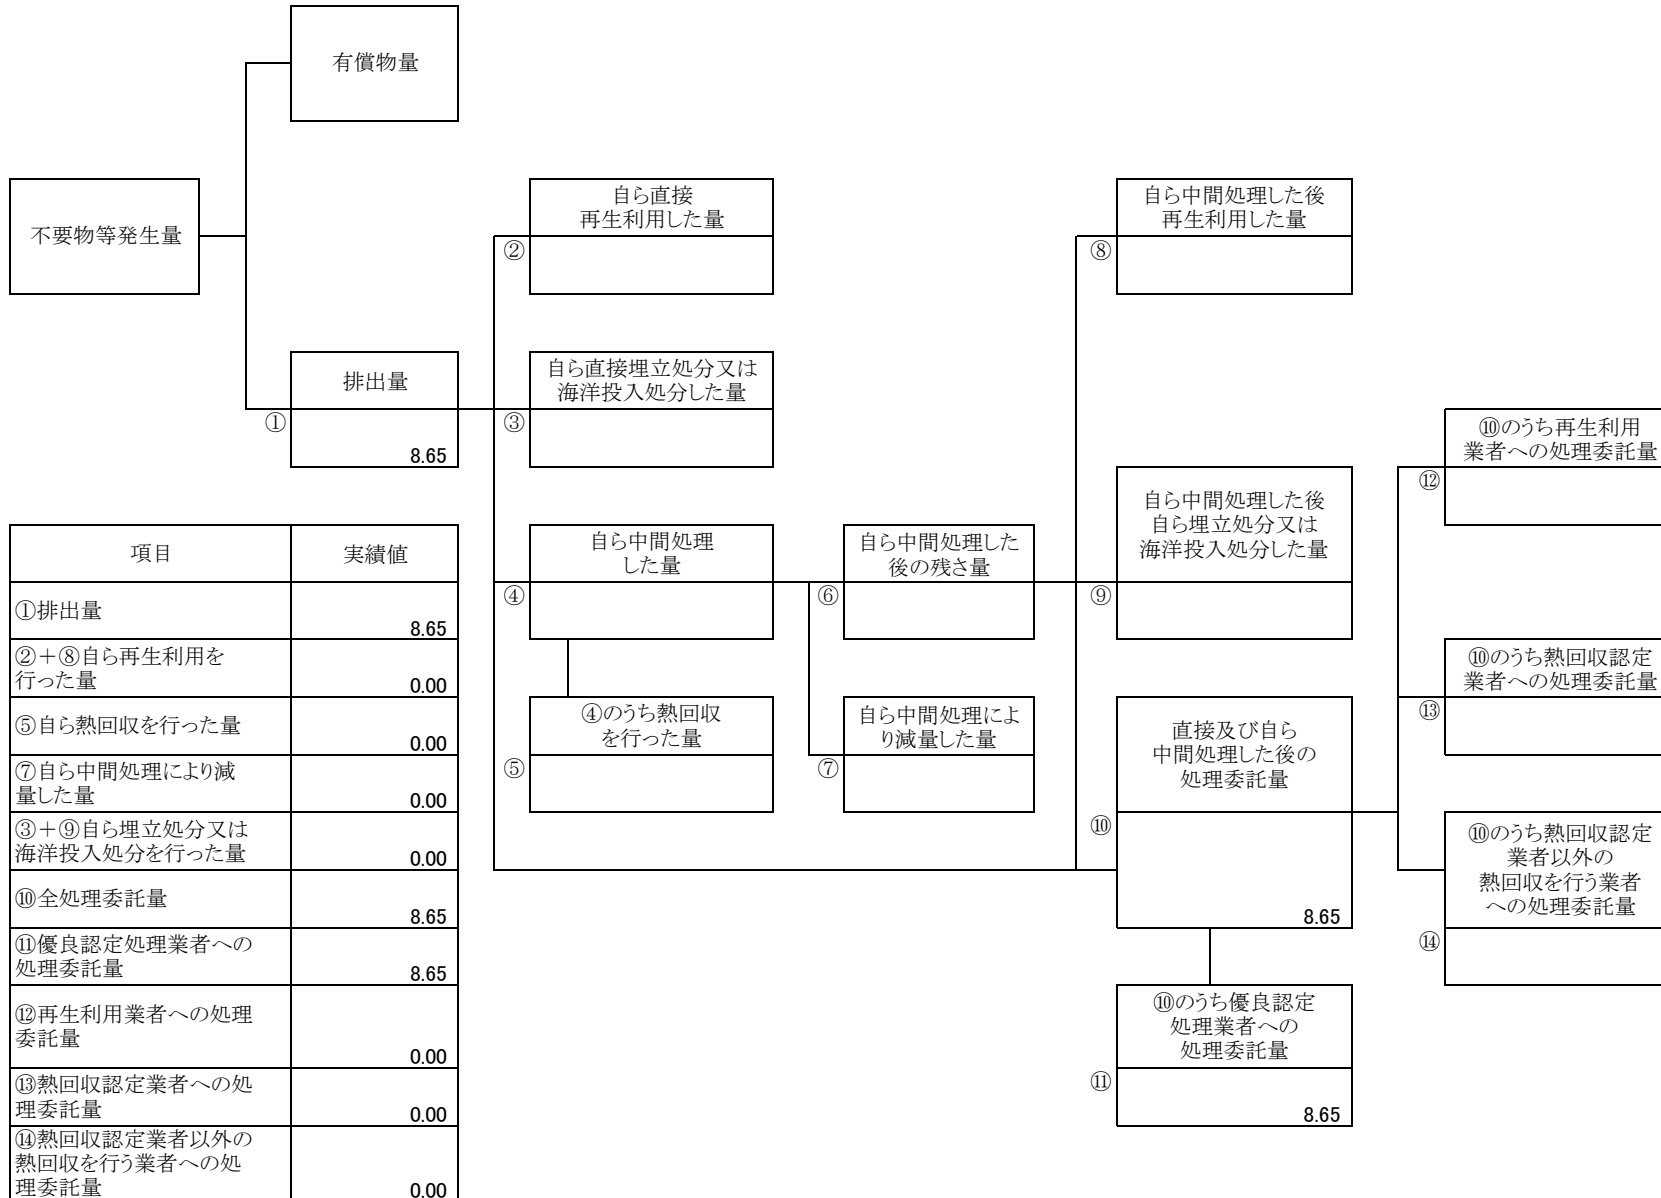 有償物量
不要物等発生量
自ら直接
再生利用した量
②
自ら中間処理した後
再生利用した量
⑧
排出量
①
8.65
自ら直接埋立処分又は
海洋投入処分した量
③
⑩のうち再生利用
業者への処理委託量
⑫
自ら中間処理
した量
④
自ら中間処理した
後の残さ量
⑥
自ら中間処理した後
自ら埋立処分又は
海洋投入処分した量
⑨
⑩のうち熱回収認定
業者への処理委託量
⑬
④のうち熱回収
を行った量
⑤
自ら中間処理によ
り減量した量
⑦
直接及び自ら
中間処理した後の
処理委託量
⑩
8.65
⑩のうち熱回収認定
業者以外の
熱回収を行う業者
への処理委託量
⑭
⑩のうち優良認定
処理業者への
処理委託量
⑪
8.65
項目 実績値
①排出量 8.65
②+⑧自ら再生利用を
行った量 0.00
⑤自ら熱回収を行った量 0.00
⑦自ら中間処理により減
量した量 0.00
③+⑨自ら埋立処分又は
海洋投入処分を行った量 0.00
⑩全処理委託量 8.65
⑪優良認定処理業者への
処理委託量 8.65
⑫再生利用業者への処理
委託量 0.00
⑬熱回収認定業者への処
理委託量 0.00
⑭熱回収認定業者以外の
熱回収を行う業者への処
理委託量 0.00